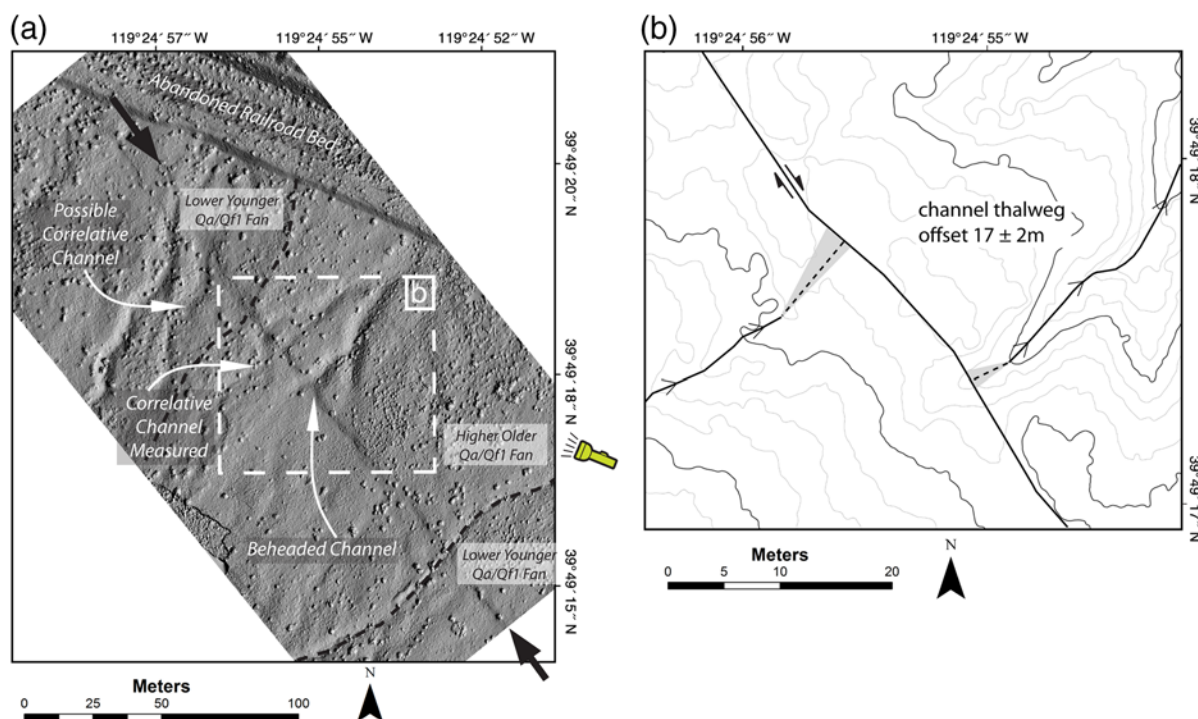 (a)
119°24´57˝ W
119°24´55˝ W
119°24´52˝ W
Abandoned Railroad Bed
39°49´20˝ N
Possible
Correlative
Channel
Lower Younger
Qa/Qf1 Fan
b
39°49´18˝ N
Correlative
Channel
Measured
Higher Older
Qa/Qf1 Fan
Beheaded Channel
Lower Younger
Qa/Qf1 Fan
39°49´15˝ N
Meters
0 25 50 100
N
(b)
119°24´56˝ W
119°24´55˝ W
39°49´18˝ N
channel thalweg
offset 17 ± 2m
39°49´17˝ N
Meters
0 5 10 20
N